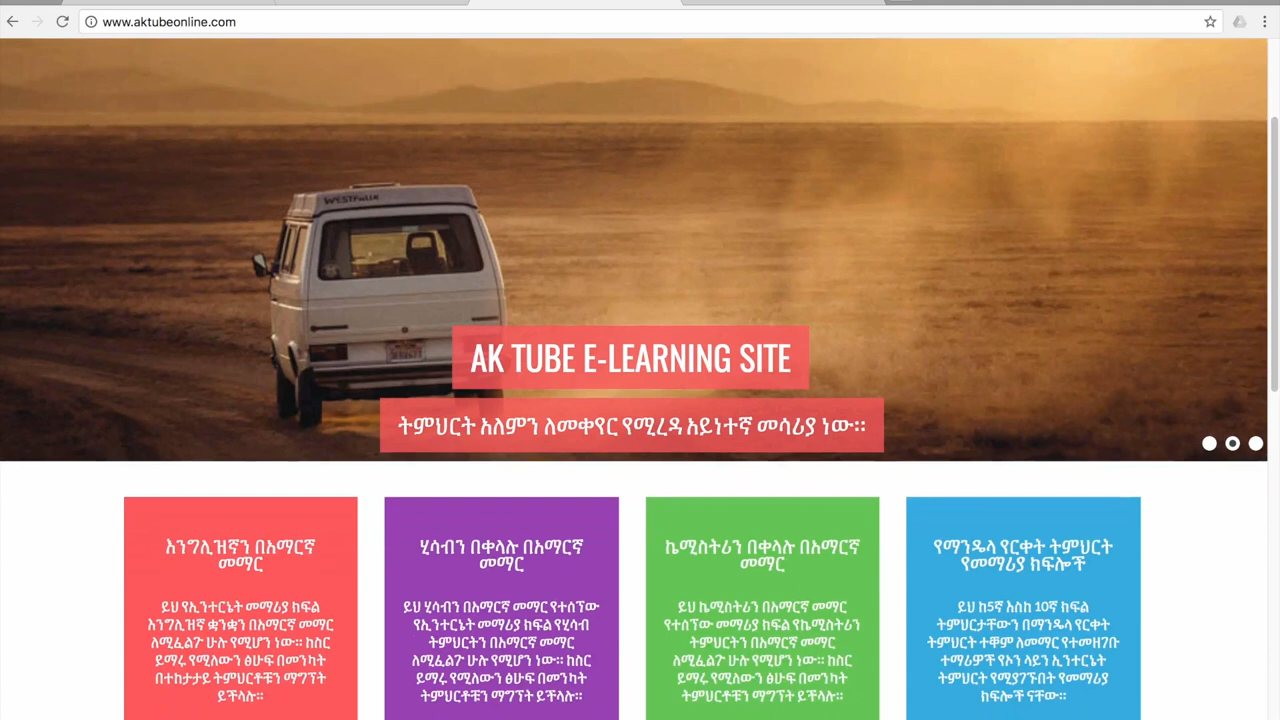 www.aktubeonline.com
WESTFALIA
AK TUBE E-LEARNING SITE
ትምህርት አለምን ለመቀየር የሚረዳ አይነተኛ መሳሪያ ነው።
እንግሊዝኛን በአማርኛ
መማር
ይህ የኢንተርኔት መማሪያ ክፍል
እንግሊዝኛ ቋንቋን በአማርኛ መማር
ለሚፈልጉ ሁሉ የሚሆን ነው። ከስር
ይማሩ የሚለውን ፅሁፍ በመንካት
በተከታታይ ትምህርቶቹን ማግኘት
ይችላሉ።
ሂሳብን በቀላሉ በአማርኛ
መማር
ይህ ሂሳብን በአማርኛ መማር የተሰኘው
የኢንተርኔት መማሪያ ክፍል የሂሳብ
ትምህርትን በአማርኛ መማር
ለሚፈልጉ ሁሉ የሚሆን ነው። ከስር
ይማሩ የሚለውን ፅሁፍ በመንካት
ትምህርቶቹን ማግኘት ይችላሉ።
ኬሚስትሪን በቀላሉ በአማርኛ
መማር
ይህ ኬሚስትሪን በአማርኛ መማር
የተሰኘው መማሪያ ክፍል የኬሚስትሪን
ትምህርትን በአማርኛ መማር
ለሚፈልጉ ሁሉ የሚሆን ነው። ከስር
ይማሩ የሚለውን ፅሁፍ በመንካት
ትምህርቶቹን ማግኘት ይችላሉ።
የማንዴላ የርቀት ትምህርት
የመማሪያ ክፍሎች
ይህ ከ5ኛ እስከ 10ኛ ክፍል
ትምህርታቸውን በማንዴላ የርቀት
ትምህርት ተቐም ለመማር የተመዘገቡ
ተማሪዎች የኦን ላይን ኢንተርኔት
ትምህርት የሚያገኙበት የመማሪያ
ክፍሎች ናቸው።